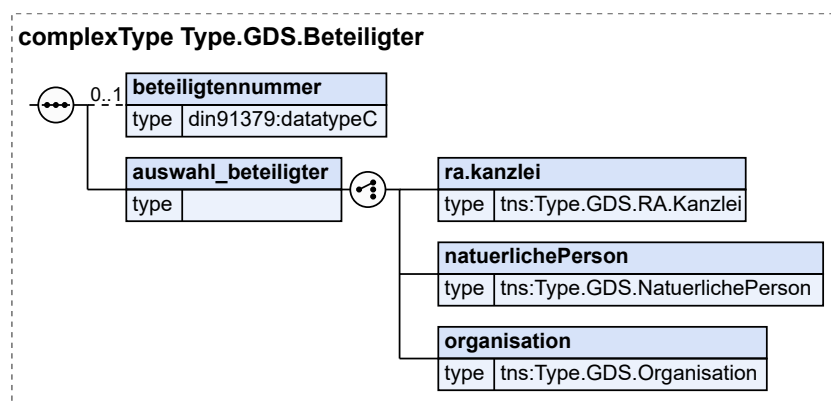 complexType Type.GDS.Beteiligter
0..1
beteiligtennummer
type din91379:datatypeC
auswahl_beteiligter
type
ra.kanzlei
type tns:Type.GDS.RA.Kanzlei
natuerlichePerson
type tns:Type.GDS.NatuerlichePerson
organisation
type tns:Type.GDS.Organisation